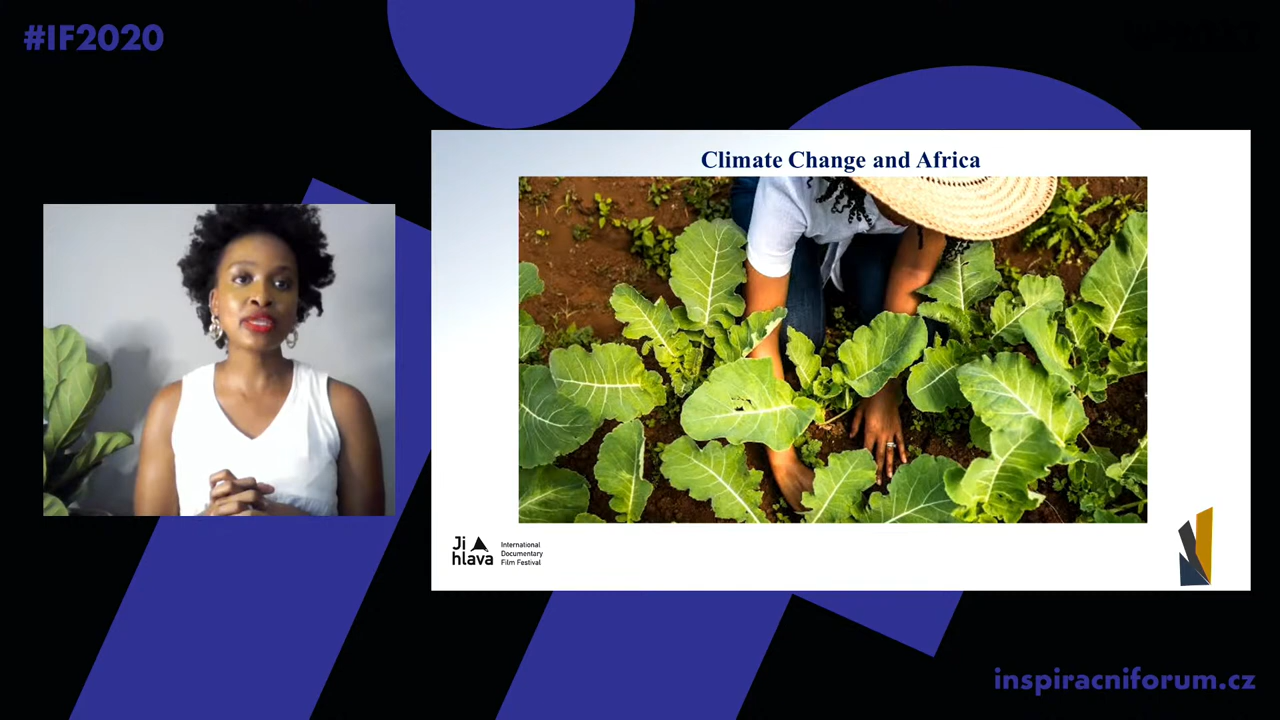 #IF2020
Climate Change and Africa
Ji
hlava
International
Documentary
Film Festival
inspiracniforum.cz